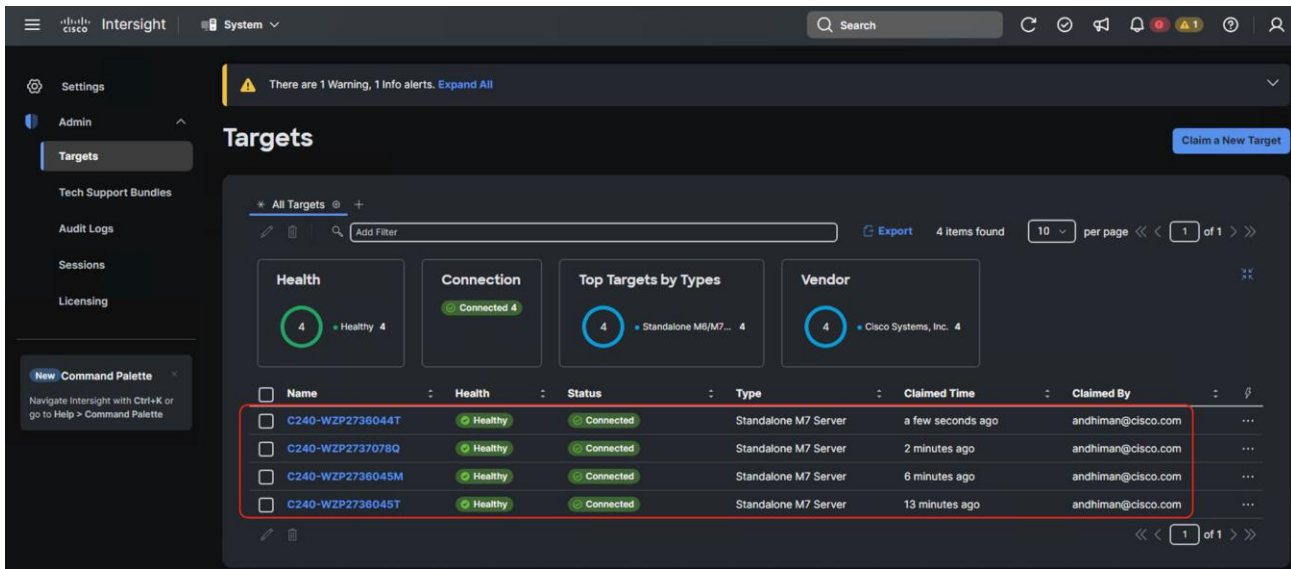 cisco Intersight System Search 1
Settings
Admin
Targets
Tech Support Bundles
Audit Logs
Sessions
Licensing
New Command Palette
Navigate Intersight with Ctrl+K or
go to Help > Command Palette
There are 1 Warning, 1 Info alerts. Expand All
Targets
Claim a New Target
All Targets
Add Filter Export 4 items found 10 per page 1 of 1
Health Connection Top Targets by Types Vendor
Connected 4
4 Healthy 4 4 Standalone M6/M7... 4 4 Cisco Systems, Inc. 4
Name Health Status Type Claimed Time Claimed By
C240-WZP2736044T Healthy Connected Standalone M7 Server a few seconds ago andhiman@cisco.com ...
C240-WZP2737078Q Healthy Connected Standalone M7 Server 2 minutes ago andhiman@cisco.com ...
C240-WZP2736045M Healthy Connected Standalone M7 Server 6 minutes ago andhiman@cisco.com ...
C240-WZP2736045T Healthy Connected Standalone M7 Server 13 minutes ago andhiman@cisco.com ...
1 of 1